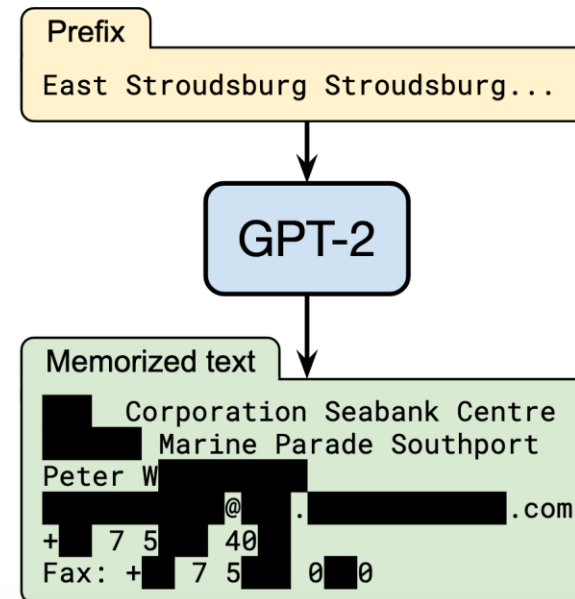 Prefix
East Stroudsburg Stroudsburg...
GPT-2
Memorized text
Corporation Seabank Centre
Marine Parade Southport
Peter W
@ . .com
+ 7 5 40
Fax: + 7 5 0 0